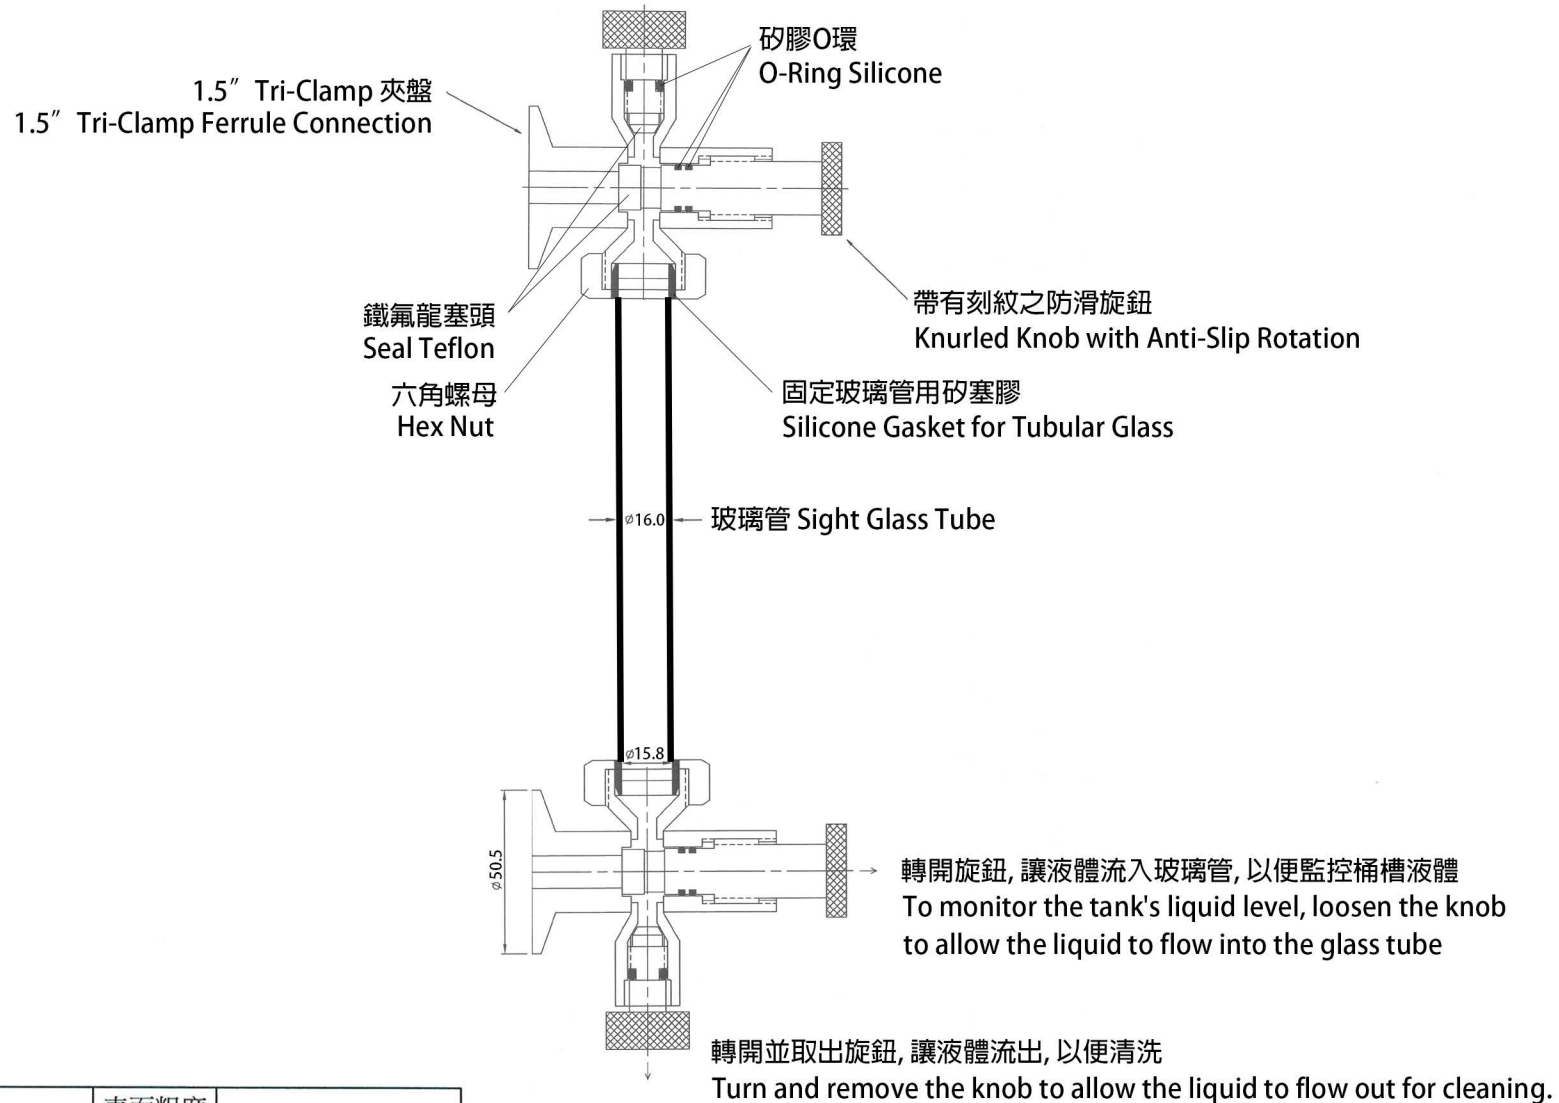 矽膠O環
O-Ring Silicone
1.5″ Tri-Clamp 夾盤
1.5″ Tri-Clamp Ferrule Connection
帶有刻紋之防滑旋鈕
Knurled Knob with Anti-Slip Rotation
鐵氟龍塞頭
Seal Teflon
六角螺母
Hex Nut
固定玻璃管用矽塞膠
Silicone Gasket for Tubular Glass
⌀16.0
玻璃管 Sight Glass Tube
⌀15.8
⌀50.5
轉開旋鈕, 讓液體流入玻璃管, 以便監控桶槽液體
To monitor the tank's liquid level, loosen the knob
to allow the liquid to flow into the glass tube
轉開並取出旋鈕, 讓液體流出, 以便清洗
Turn and remove the knob to allow the liquid to flow out for cleaning.
表面粗度